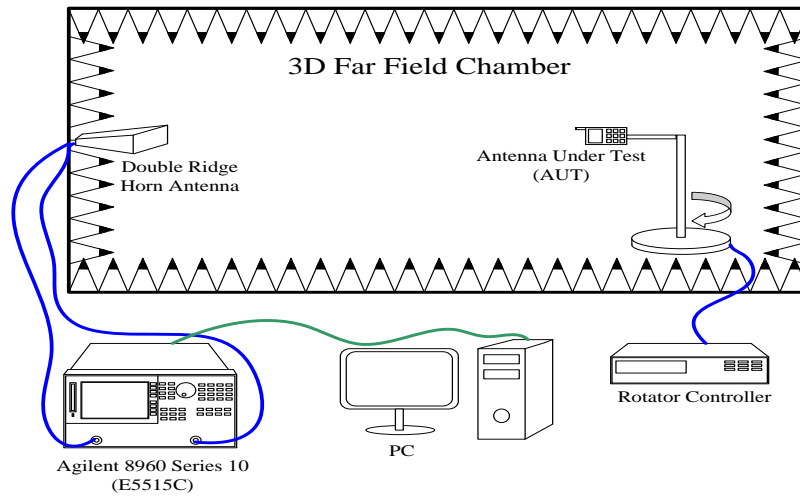 3D Far Field Chamber
Double Ridge
Horn Antenna
Antenna Under Test
(AUT)
Rotator Controller
PC
Agilent 8960 Series 10
(E5515C)